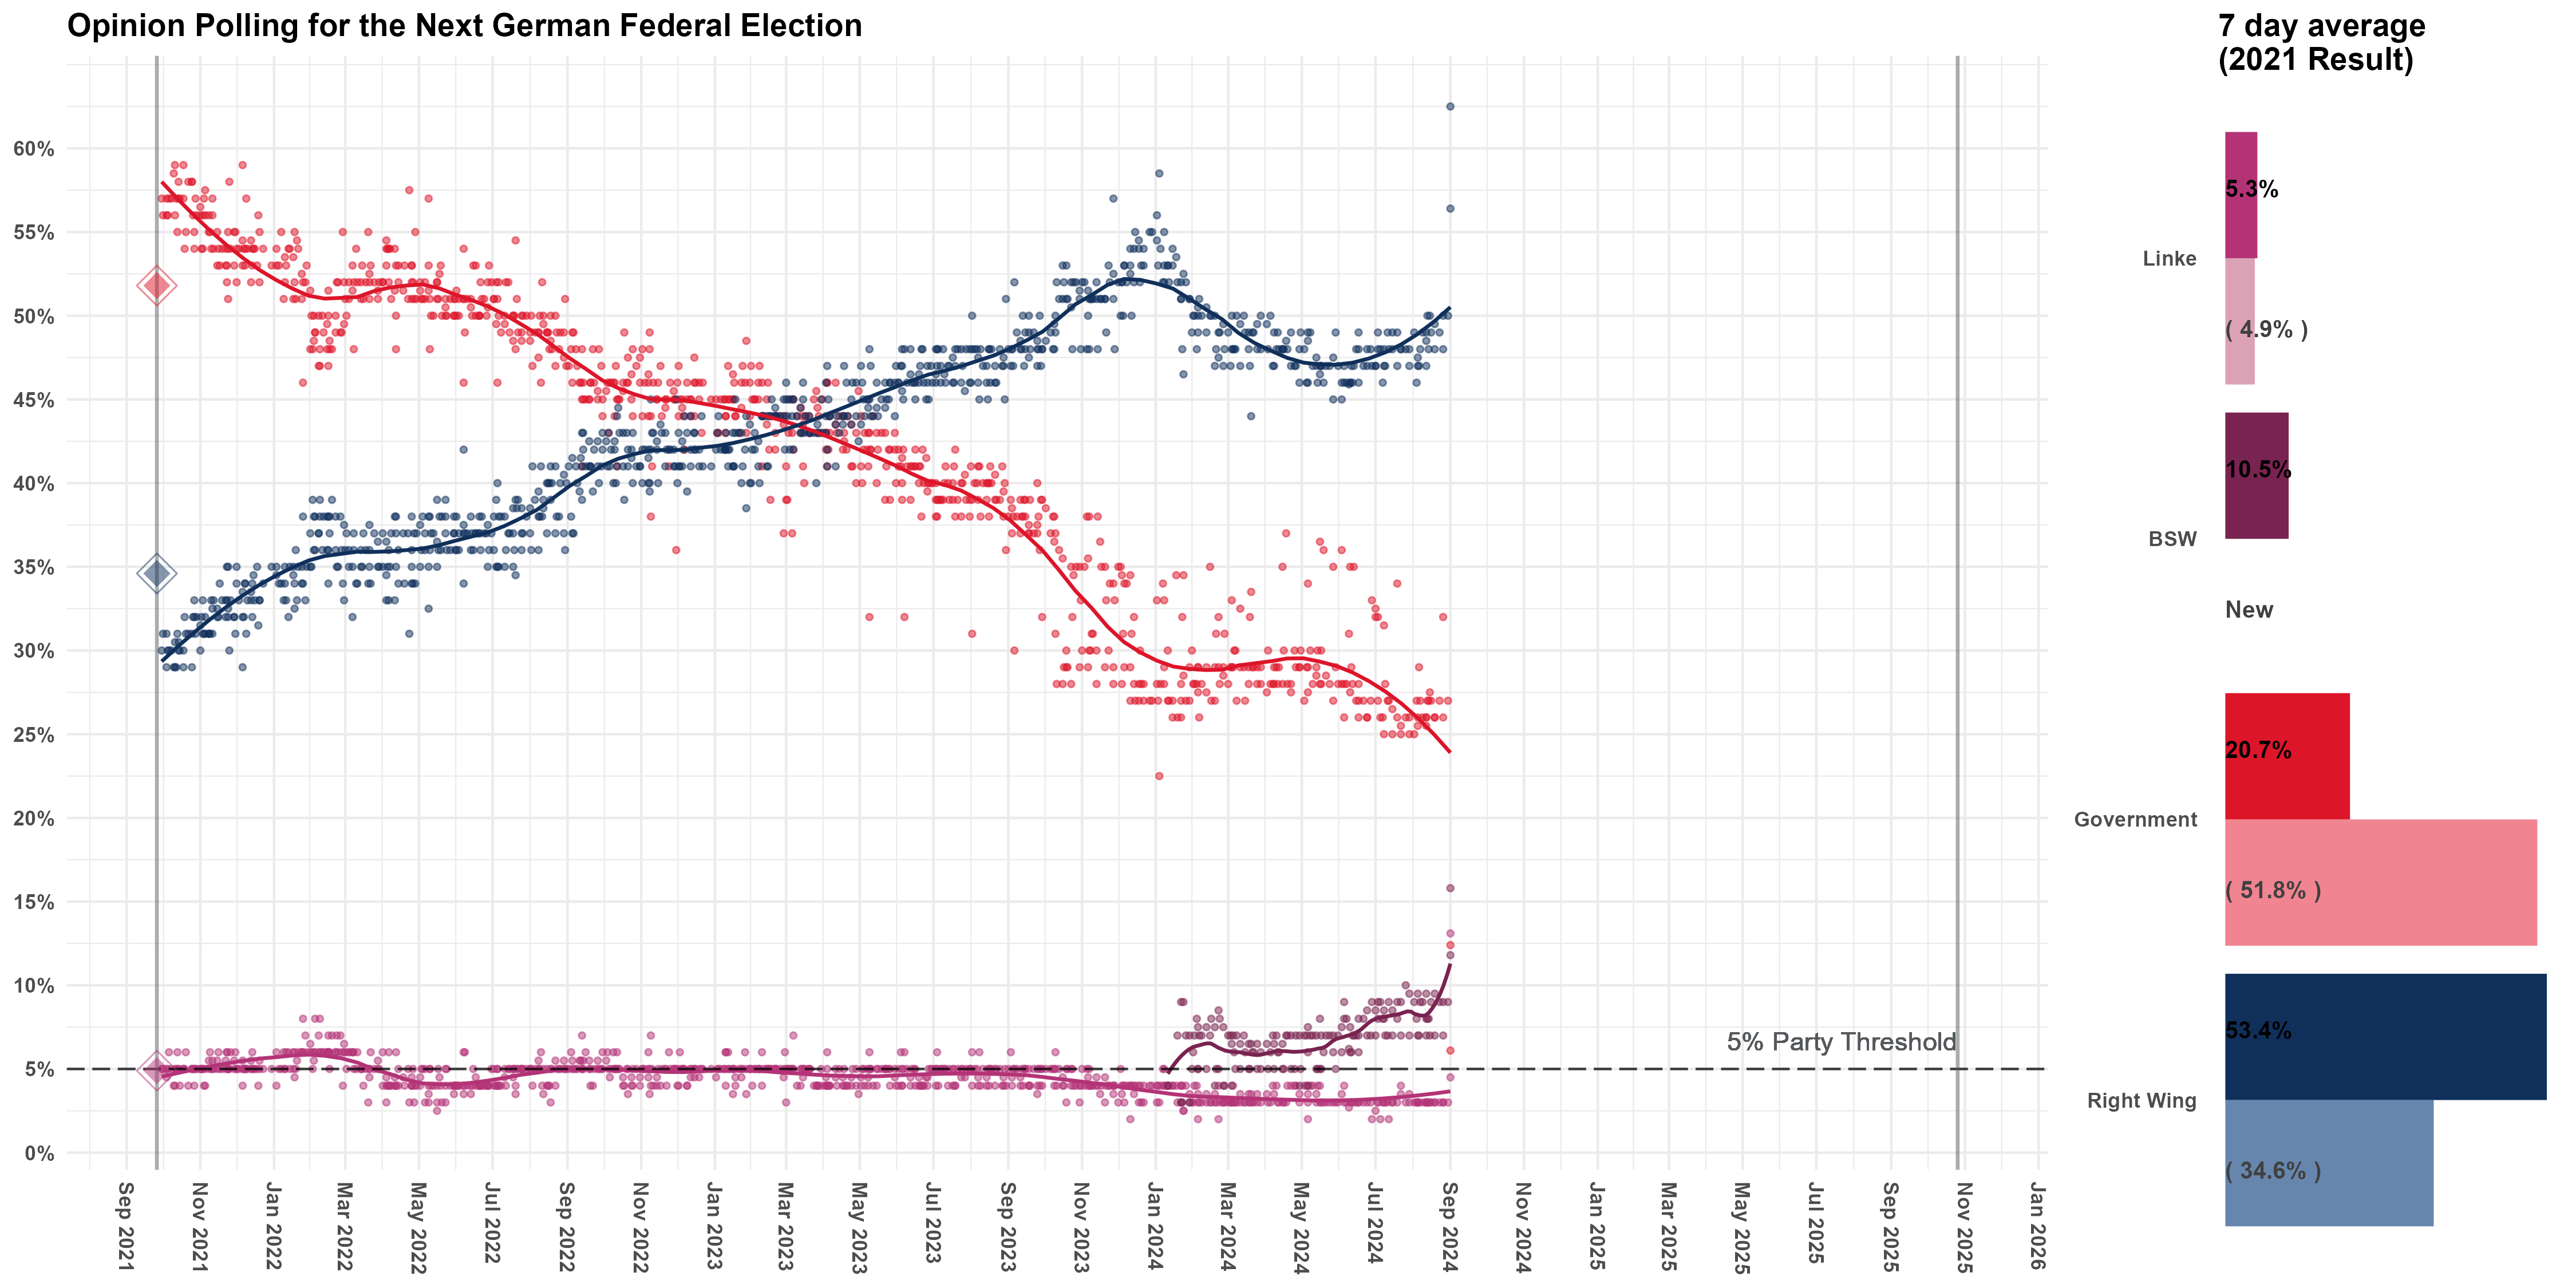 Opinion Polling for the Next German Federal Election
7 day average
(2021 Result)
60%
55%
50%
45%
40%
35%
30%
25%
20%
15%
10%
5%
0%
5% Party Threshold
Sep 2021
Nov 2021
Jan 2022
Mar 2022
May 2022
Jul 2022
Sep 2022
Nov 2022
Jan 2023
Mar 2023
May 2023
Jul 2023
Sep 2023
Nov 2023
Jan 2024
Mar 2024
May 2024
Jul 2024
Sep 2024
Nov 2024
Jan 2025
Mar 2025
May 2025
Jul 2025
Sep 2025
Nov 2025
Jan 2026
Linke
5.3%
( 4.9% )
BSW
10.5%
New
Government
20.7%
( 51.8% )
Right Wing
53.4%
( 34.6% )